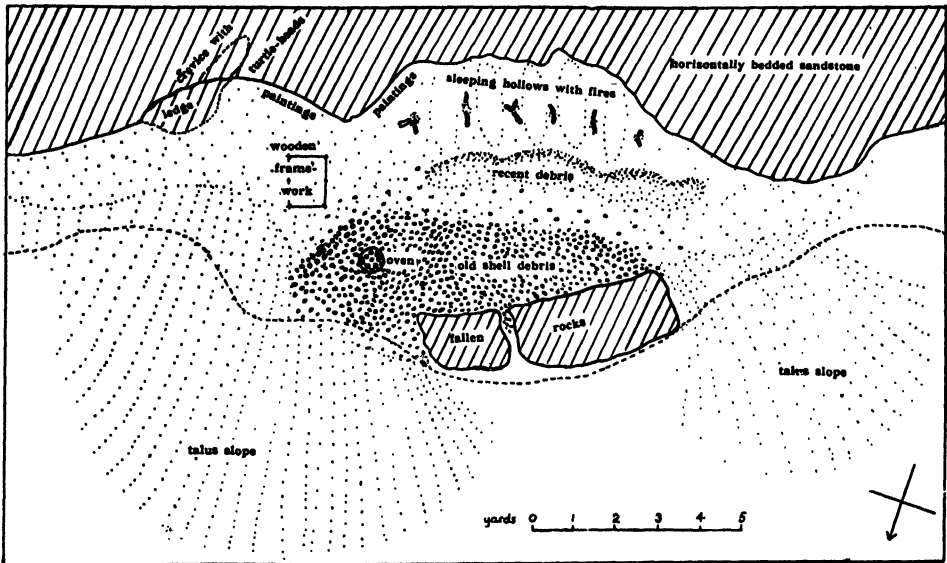 crevice with
turtle-heads
ledge
paintings
paintings
sleeping hollows with fires
horizontally bedded sandstone
wooden
frame-
work
recent debris
oven
old shell debris
fallen
rocks
talus slope
talus slope
yards 0 1 2 3 4 5